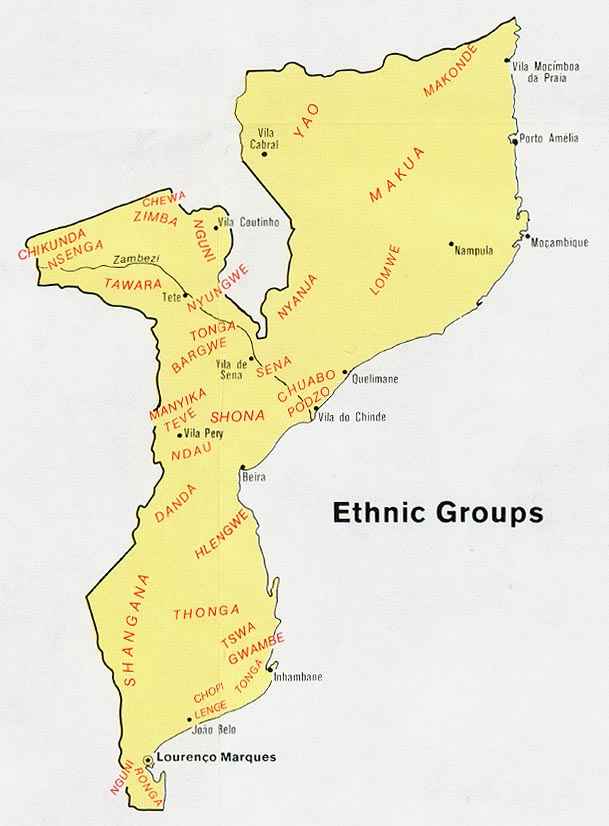 MAKONDE
Vila Mocímboa
da Praia
YAO
Vila
Cabral
Porto Amélia
MAKUA
CHEWA
ZIMBA
NGUNI
Vila Coutinho
CHIKUNDA
NSENGA
Moçambique
Nampula
Zambezi
LOMWE
TAWARA
Tete
NYUNGWE
NYANJA
TONGA
BARGWE
Vila de
Sena
SENA
CHUABO
Quelimane
PODZO
MANYIKA
TEVE
SHONA
Vila do Chinde
Vila Pery
NDAU
Beira
DANDA
Ethnic Groups
HLENGWE
SHANGANA
THONGA
TSWA
GWAMBE
TONGA
Inhambane
CHOPI
LENGE
João Belo
Lourenço Marques
NGUNI
RONGA